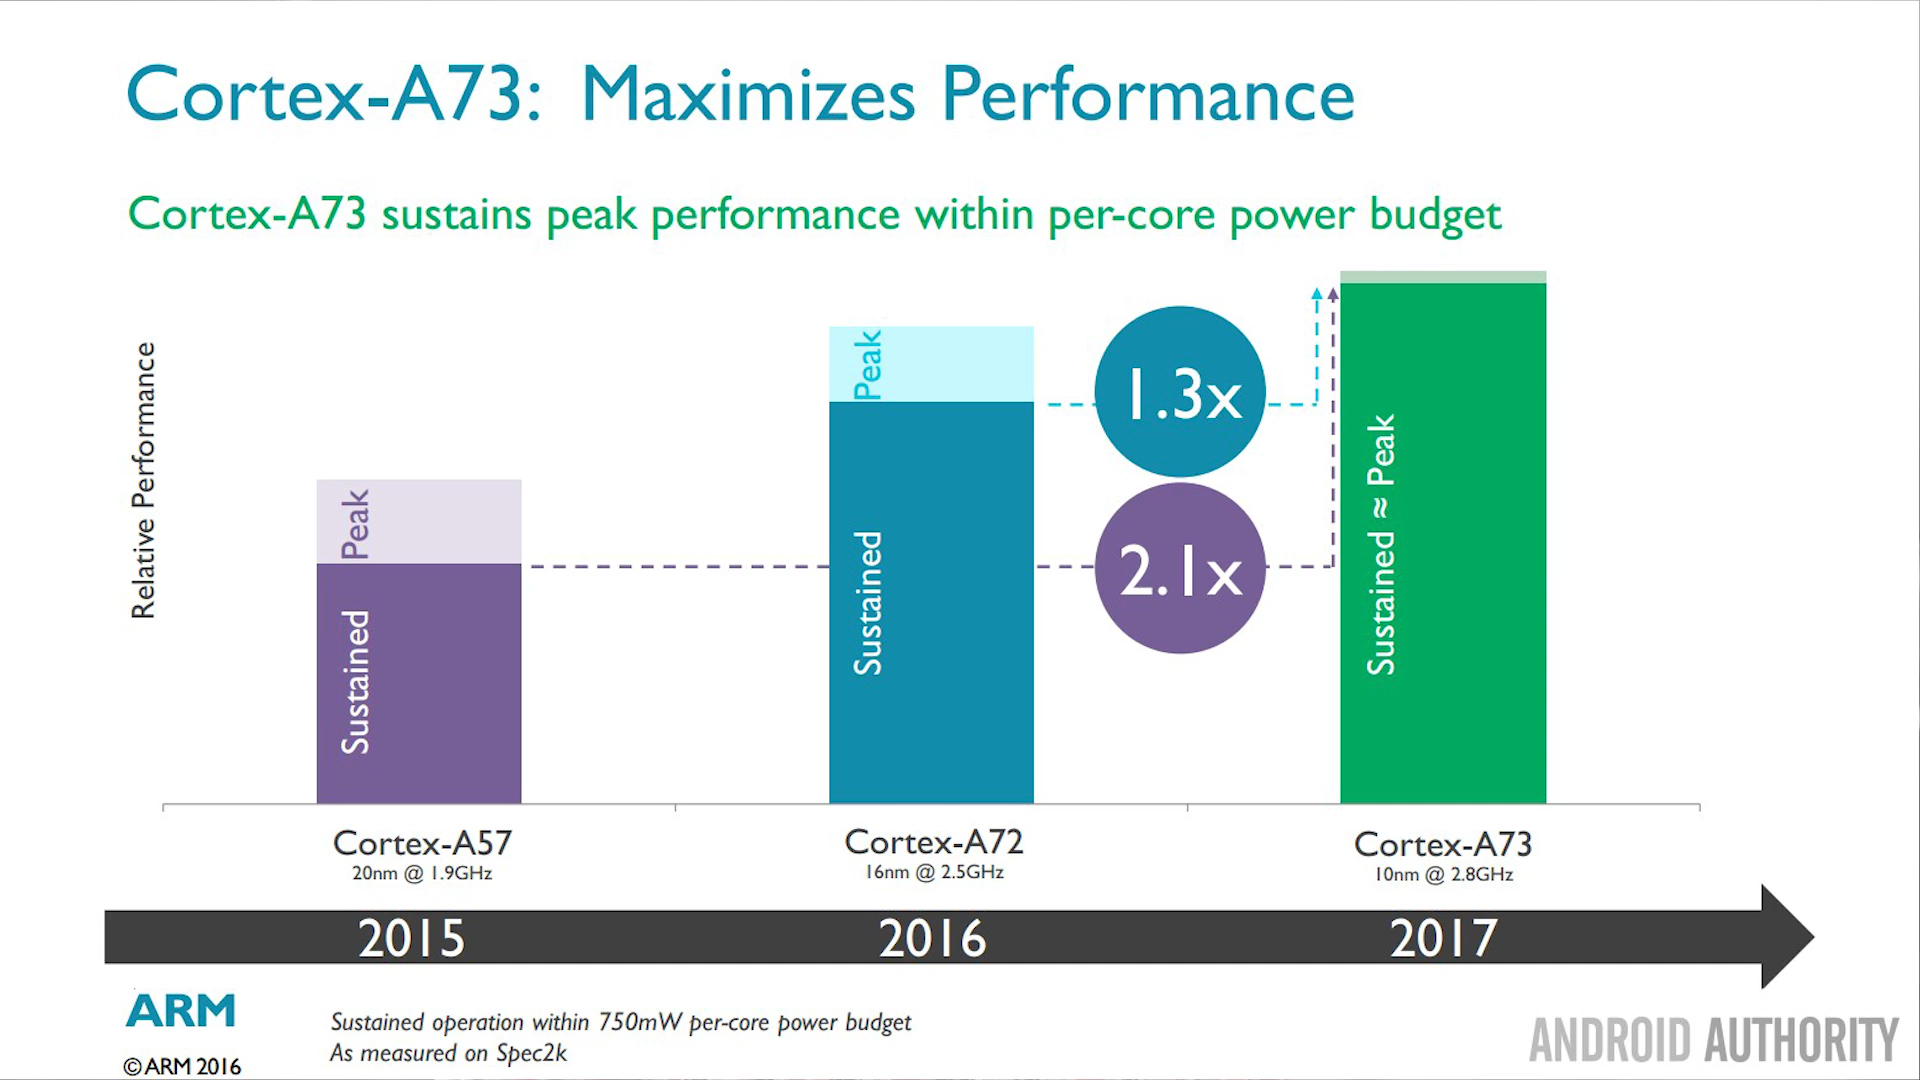 Cortex-A73: Maximizes Performance
Cortex-A73 sustains peak performance within per-core power budget
Relative Performance
Peak
Sustained
Peak
Sustained
1.3x
2.1x
Sustained ≈ Peak
Cortex-A57
20nm @ 1.9GHz
Cortex-A72
16nm @ 2.5GHz
Cortex-A73
10nm @ 2.8GHz
2015
2016
2017
ARM
© ARM 2016
Sustained operation within 750mW per-core power budget
As measured on Spec2k
ANDROID AUTHORITY